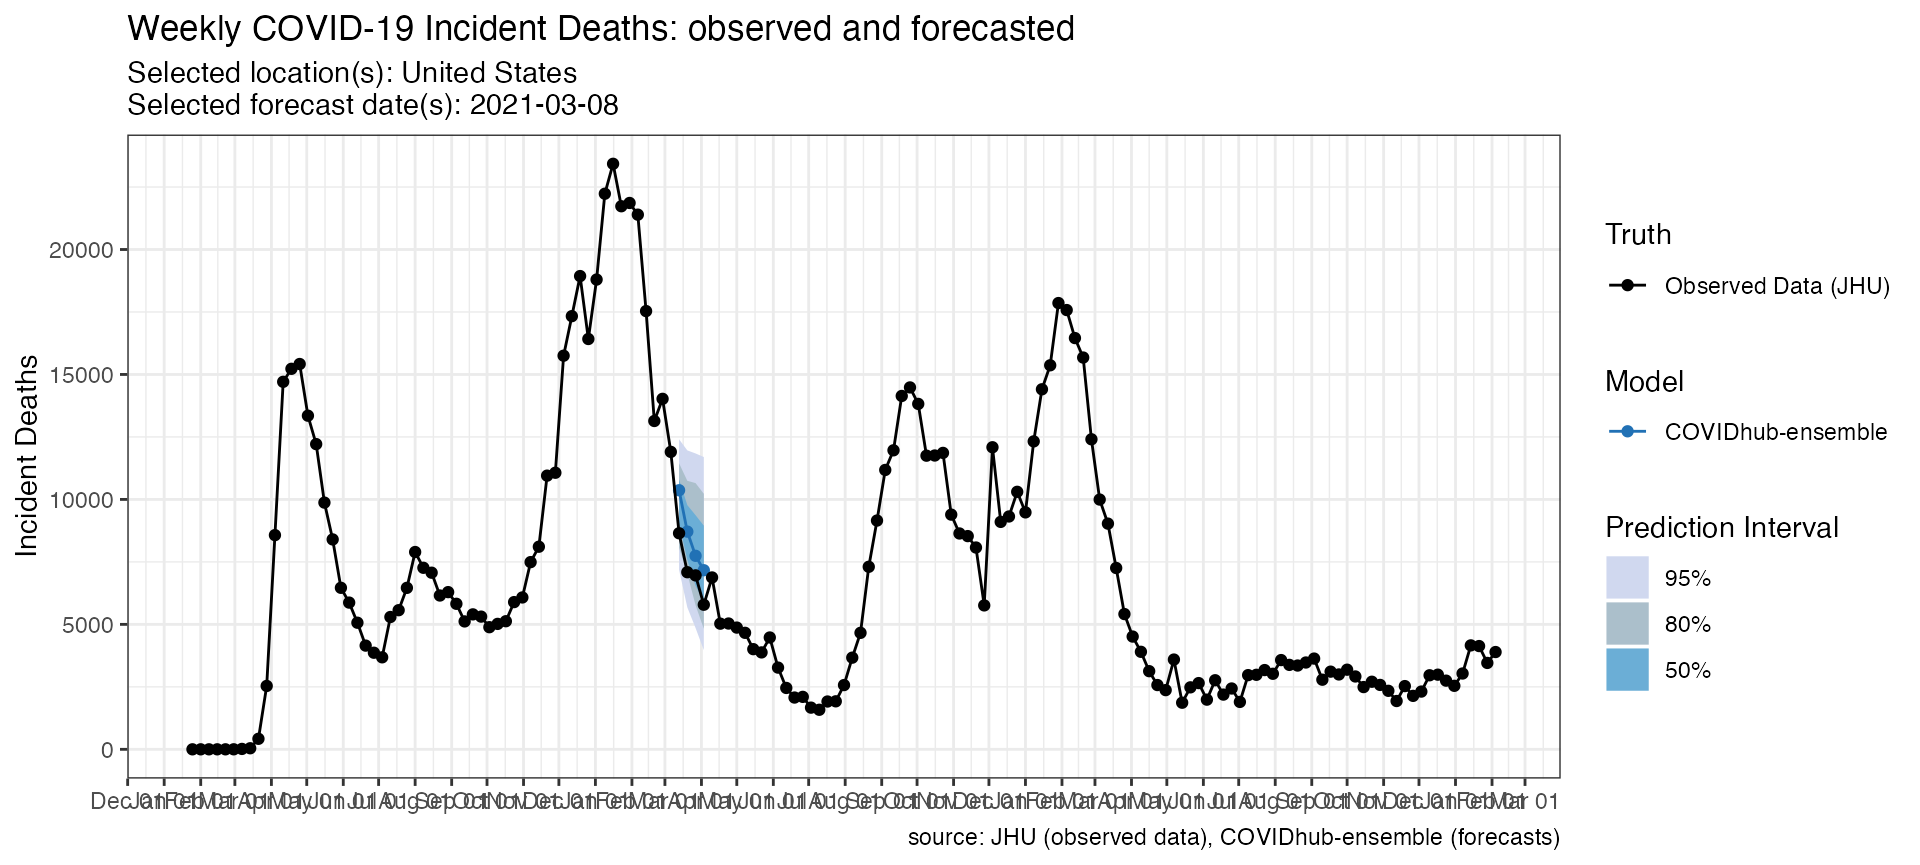 Weekly COVID-19 Incident Deaths: observed and forecasted
Selected location(s): United States
Selected forecast date(s): 2021-03-08
Incident Deaths
20000
15000
10000
5000
0
Truth
Observed Data (JHU)
Model
COVIDhub-ensemble
Prediction Interval
95%
80%
50%
source: JHU (observed data), COVIDhub-ensemble (forecasts)